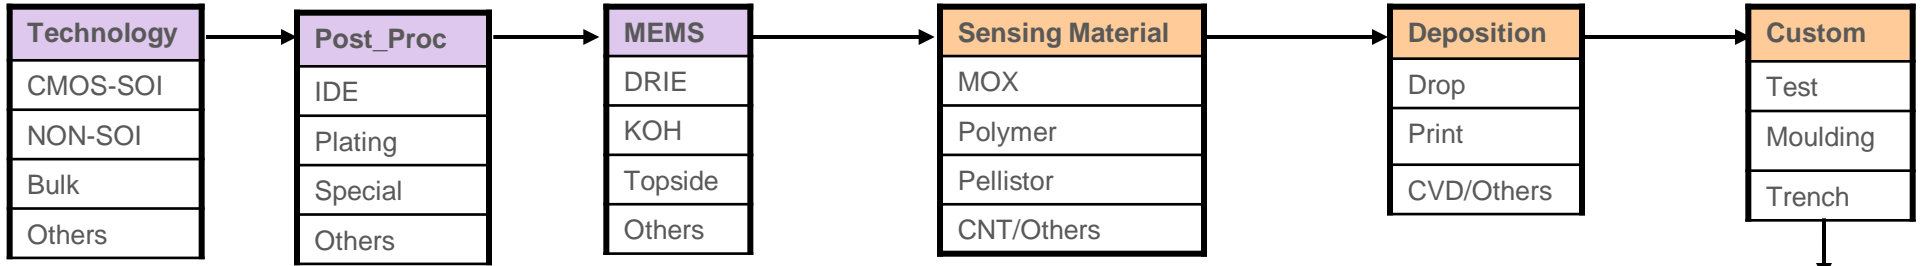 Technology
CMOS-SOI
NON-SOI
Bulk
Others
Post_Proc
IDE
Plating
Special
Others
MEMS
DRIE
KOH
Topside
Others
Sensing Material
MOX
Polymer
Pellistor
CNT/Others
Deposition
Drop
Print
CVD/Others
Custom
Test
Moulding
Trench